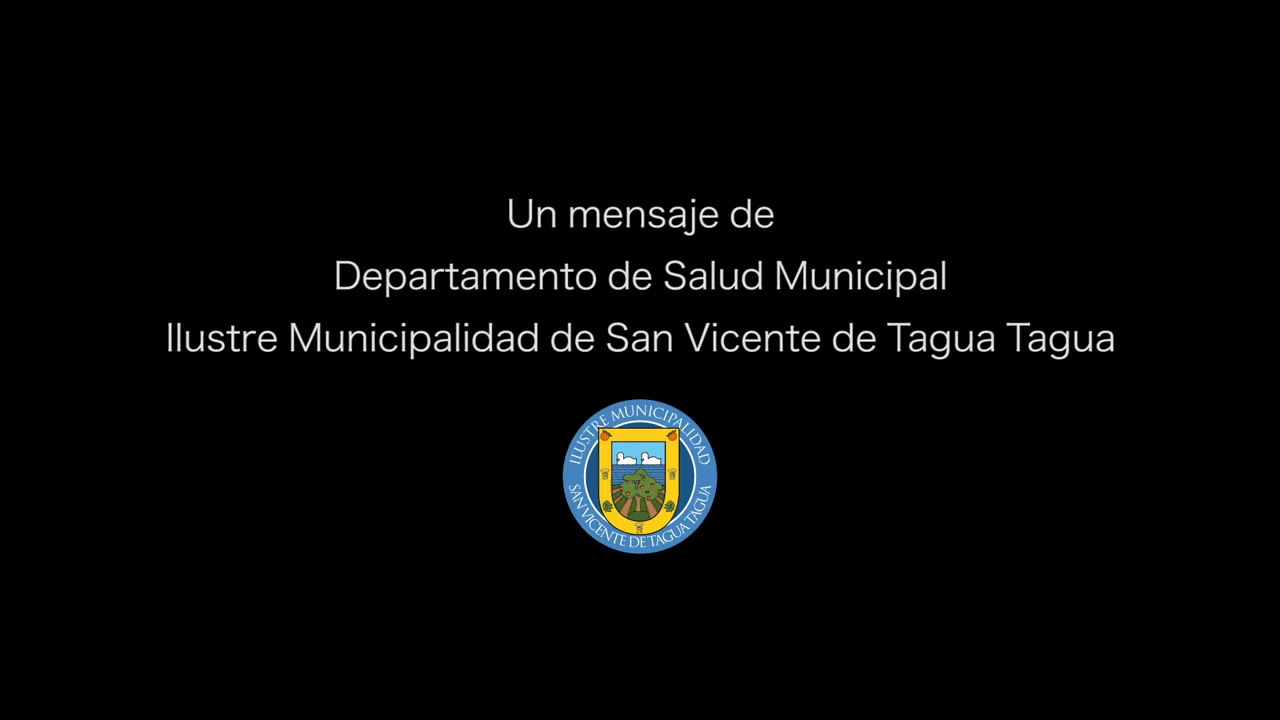 Un mensaje de
Departamento de Salud Municipal
Ilustre Municipalidad de San Vicente de Tagua Tagua
ILUSTRE MUNICIPALIDAD
SAN VICENTE DE TAGUA TAGUA